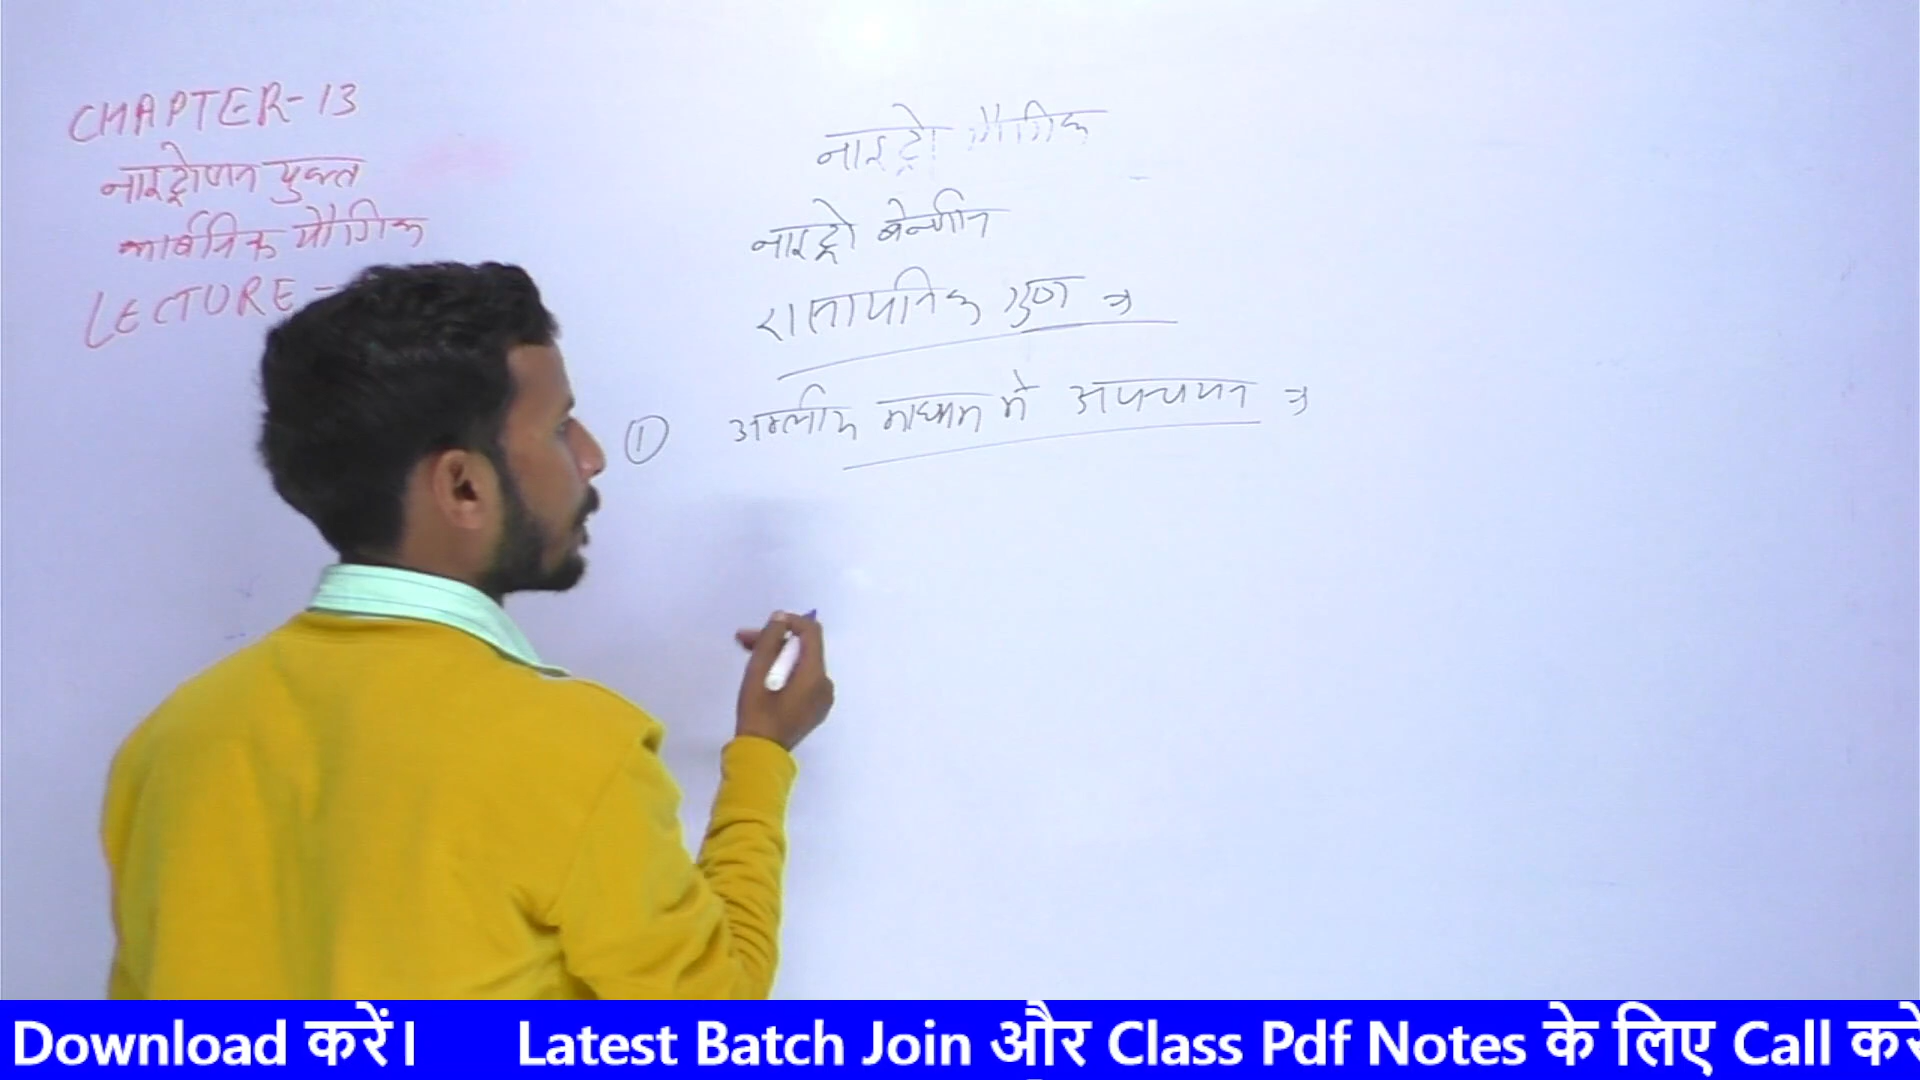 CHAPTER-13
नाइट्रोजन युक्त
कार्बनिक यौगिक
LECTURE -
नाइट्रो यौगिक
नाइट्रो बेन्जीन
रासायनिक गुण →
① अम्लीय माध्यम मे अपचयन →
Download करें। Latest Batch Join और Class Pdf Notes के लिए Call करें